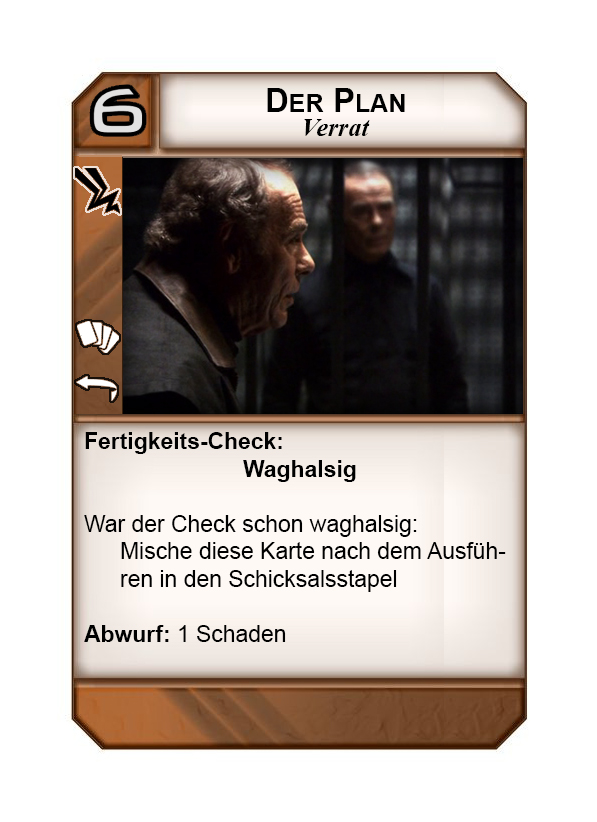 6
DER PLAN
Verrat
Fertigkeits-Check:
Waghalsig
War der Check schon waghalsig:
Mische diese Karte nach dem Ausfüh-
ren in den Schicksalsstapel
Abwurf: 1 Schaden